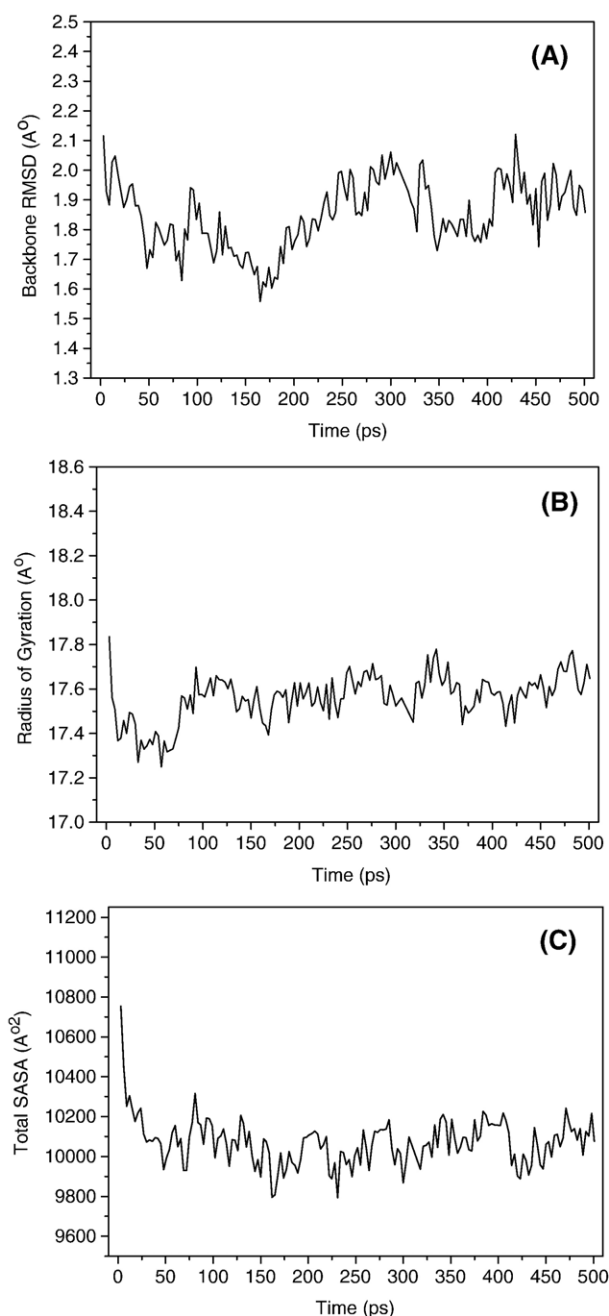 (A)
Backbone RMSD (A⁰)
2.5
2.4
2.3
2.2
2.1
2.0
1.9
1.8
1.7
1.6
1.5
1.4
1.3
0 50 100 150 200 250 300 350 400 450 500
Time (ps)
(B)
Radius of Gyration (A⁰)
18.6
18.4
18.2
18.0
17.8
17.6
17.4
17.2
17.0
0 50 100 150 200 250 300 350 400 450 500
Time (ps)
(C)
Total SASA (A⁰²)
11200
10800
10400
10200
10000
9800
9600
0 50 100 150 200 250 300 350 400 450 500
Time (ps)